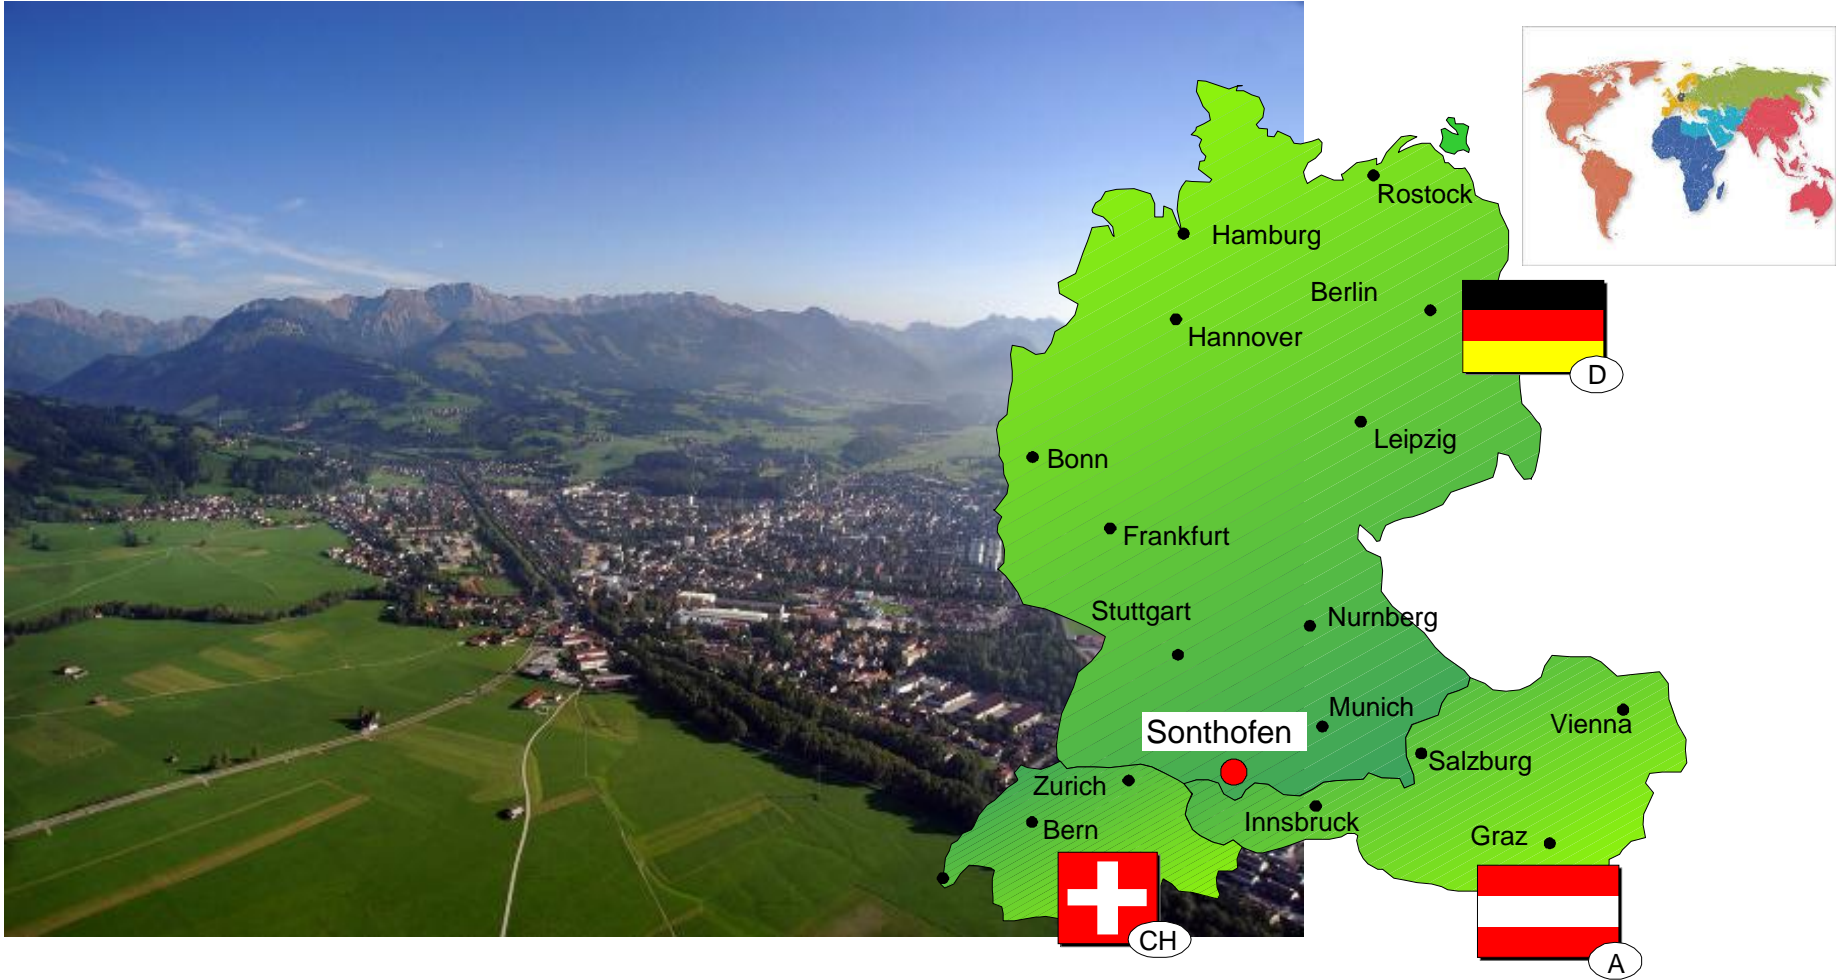 Rostock
Hamburg
Berlin
Hannover
D
Leipzig
Bonn
Frankfurt
Stuttgart
Nurnberg
Munich
Vienna
Sonthofen
Salzburg
Zurich
Innsbruck
Bern
Graz
CH
A